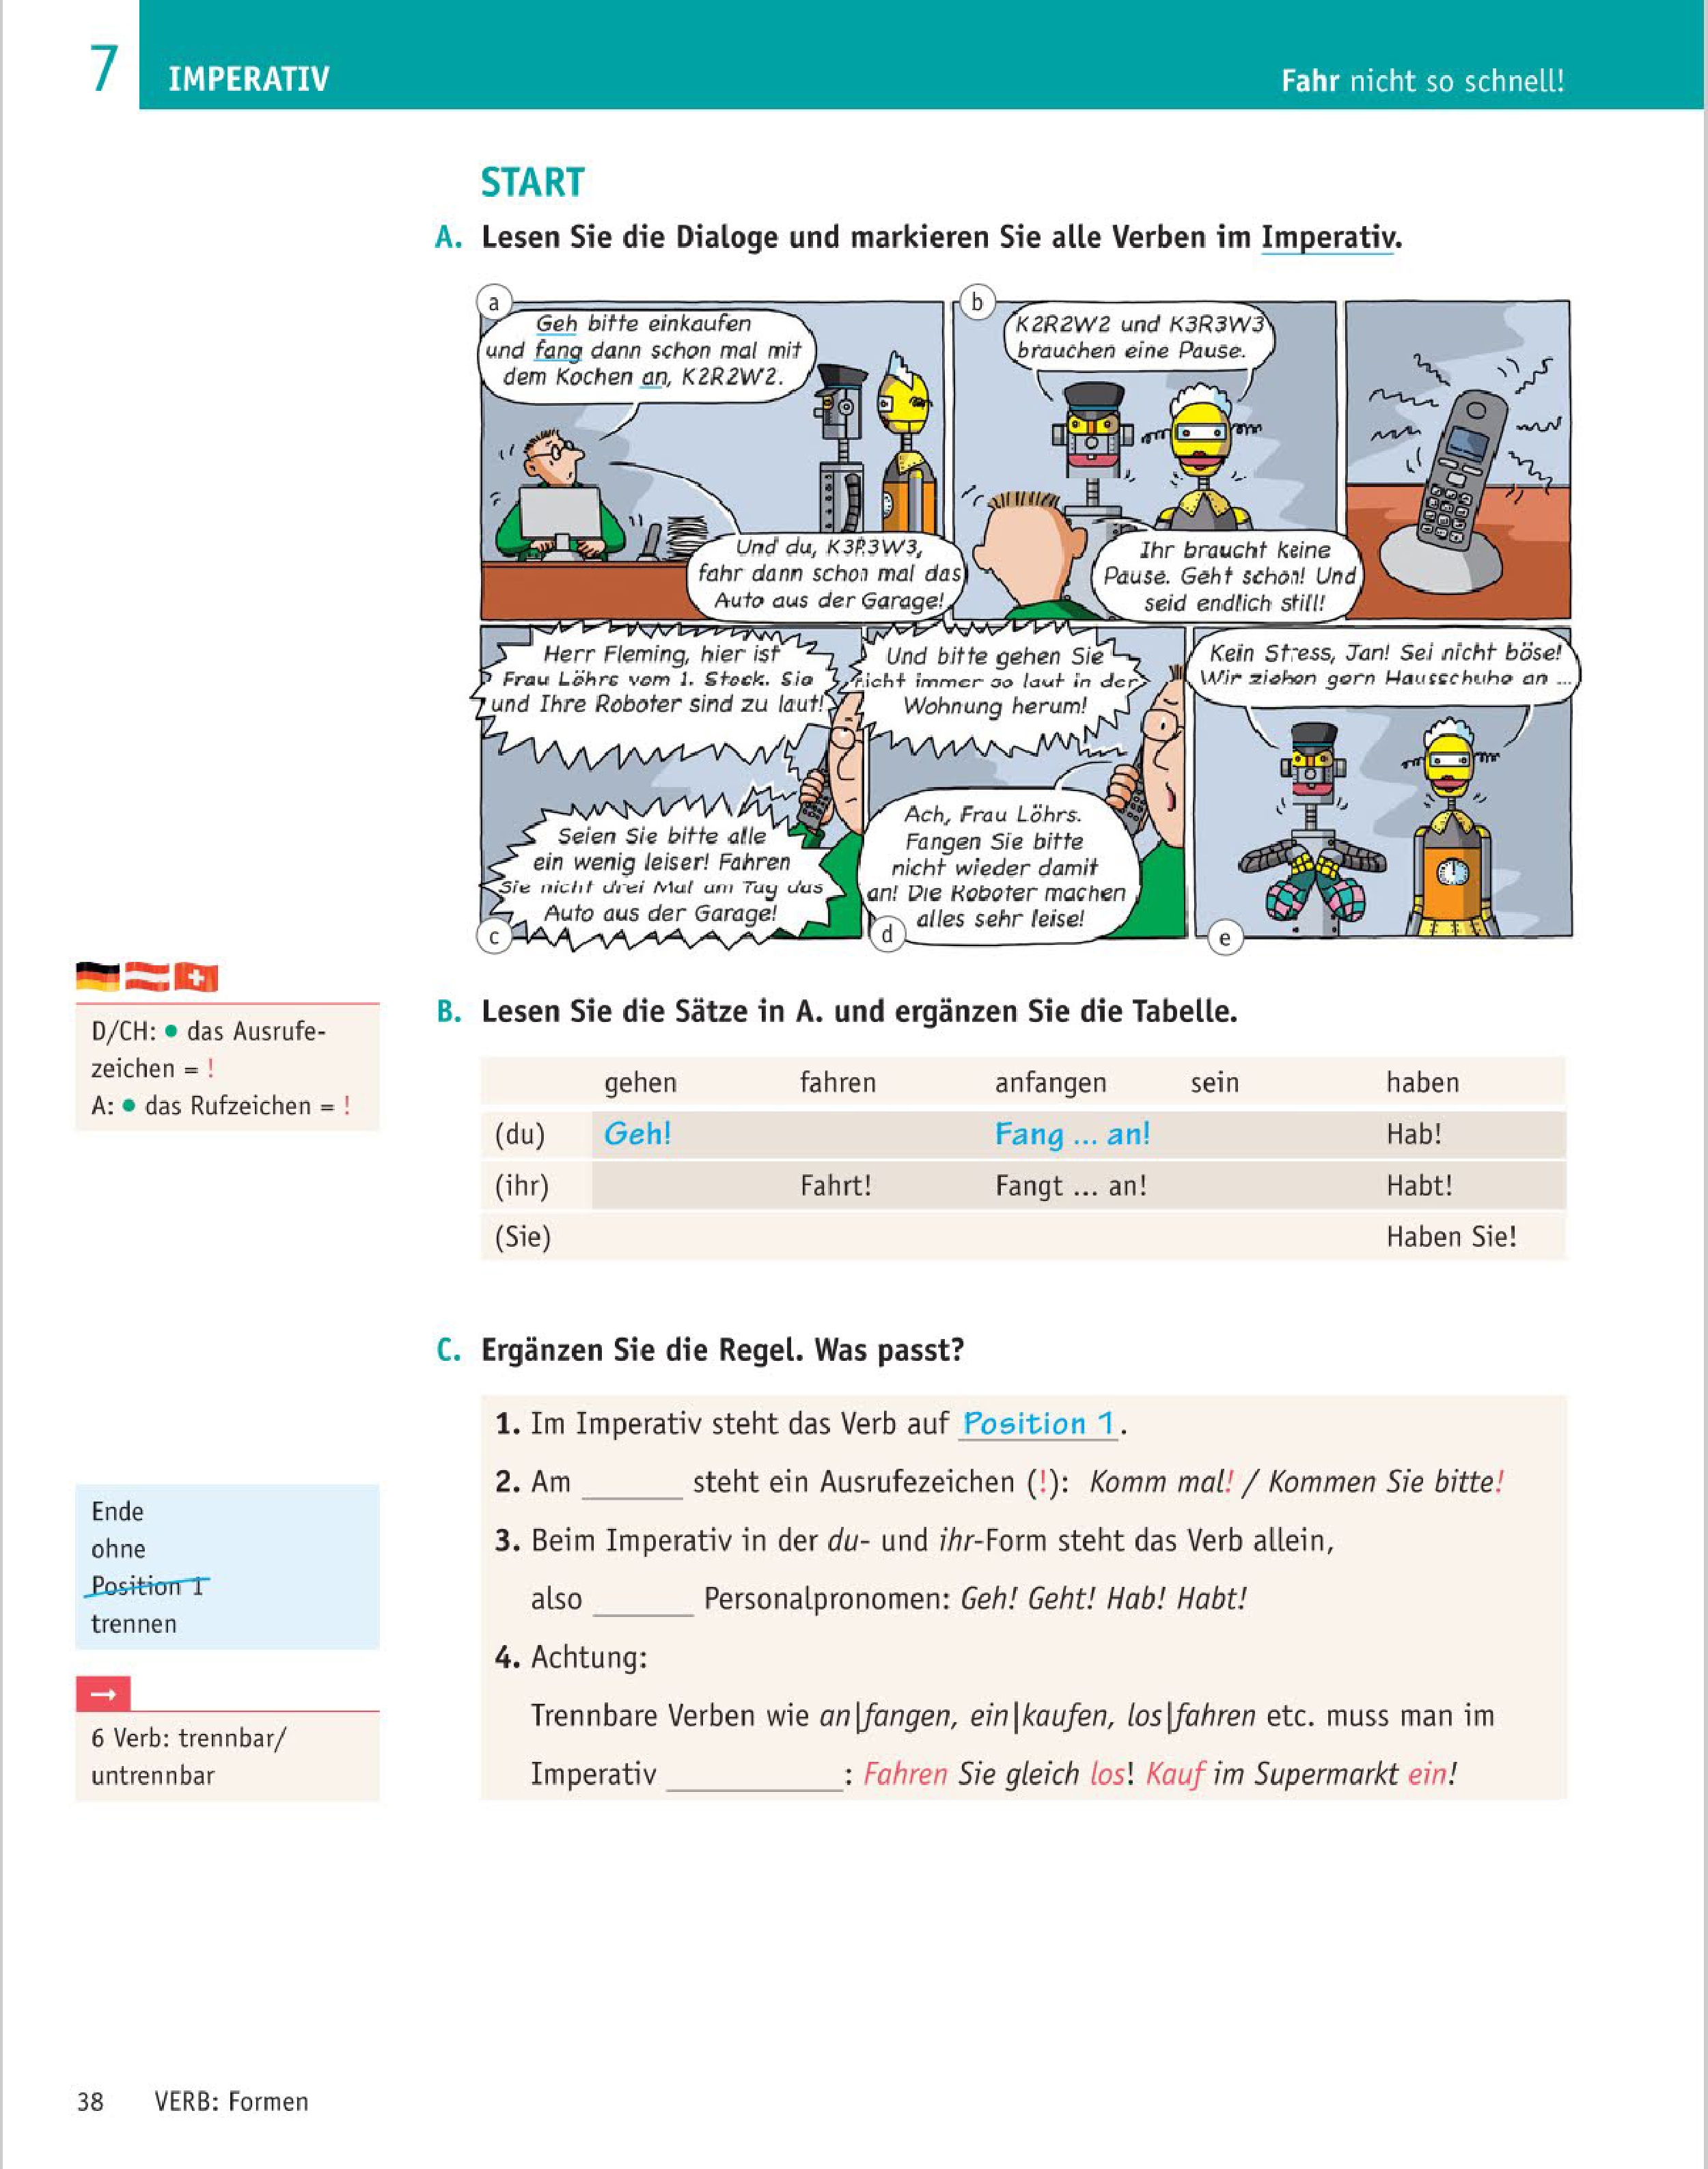 7
IMPERATIV
Fahr nicht so schnell!
START
A. Lesen Sie die Dialoge und markieren Sie alle Verben im Imperativ.
a
Geh bitte einkaufen
und fang dann schon mal mit
dem Kochen an, K2R2W2.
Und du, K3R3W3,
fahr dann schon mal das
Auto aus der Garage!
b
K2R2W2 und K3R3W3
brauchen eine Pause.
Ihr braucht keine
Pause. Geht schon! Und
seid endlich still!
Herr Fleming, hier ist
Frau Löhrs vom 1. Stock. Sie
und Ihre Roboter sind zu laut!
Seien Sie bitte alle
ein wenig leiser! Fahren
Sie nicht drei Mal am Tag das
Auto aus der Garage!
c
Und bitte gehen Sie
nicht immer so laut in der
Wohnung herum!
Ach, Frau Löhrs.
Fangen Sie bitte
nicht wieder damit
an! Die Roboter machen
alles sehr leise!
d
Kein Stress, Jan! Sei nicht böse!
Wir ziehen gern Hausschuhe an ...
e
D/CH: • das Ausrufe-
zeichen = !
A: • das Rufzeichen = !
B. Lesen Sie die Sätze in A. und ergänzen Sie die Tabelle.
gehen fahren anfangen sein haben
(du) Geh! Fang ... an! Hab!
(ihr) Fahrt! Fangt ... an! Habt!
(Sie) Haben Sie!
C. Ergänzen Sie die Regel. Was passt?
1. Im Imperativ steht das Verb auf Position 1.
2. Am ______ steht ein Ausrufezeichen (!): Komm mal! / Kommen Sie bitte!
3. Beim Imperativ in der du- und ihr-Form steht das Verb allein,
also ______ Personalpronomen: Geh! Geht! Hab! Habt!
4. Achtung:
Trennbare Verben wie an|fangen, ein|kaufen, los|fahren etc. muss man im
Imperativ ___________: Fahren Sie gleich los! Kauf im Supermarkt ein!
Ende
ohne
Position 1
trennen
→
6 Verb: trennbar/
untrennbar
38 VERB: Formen